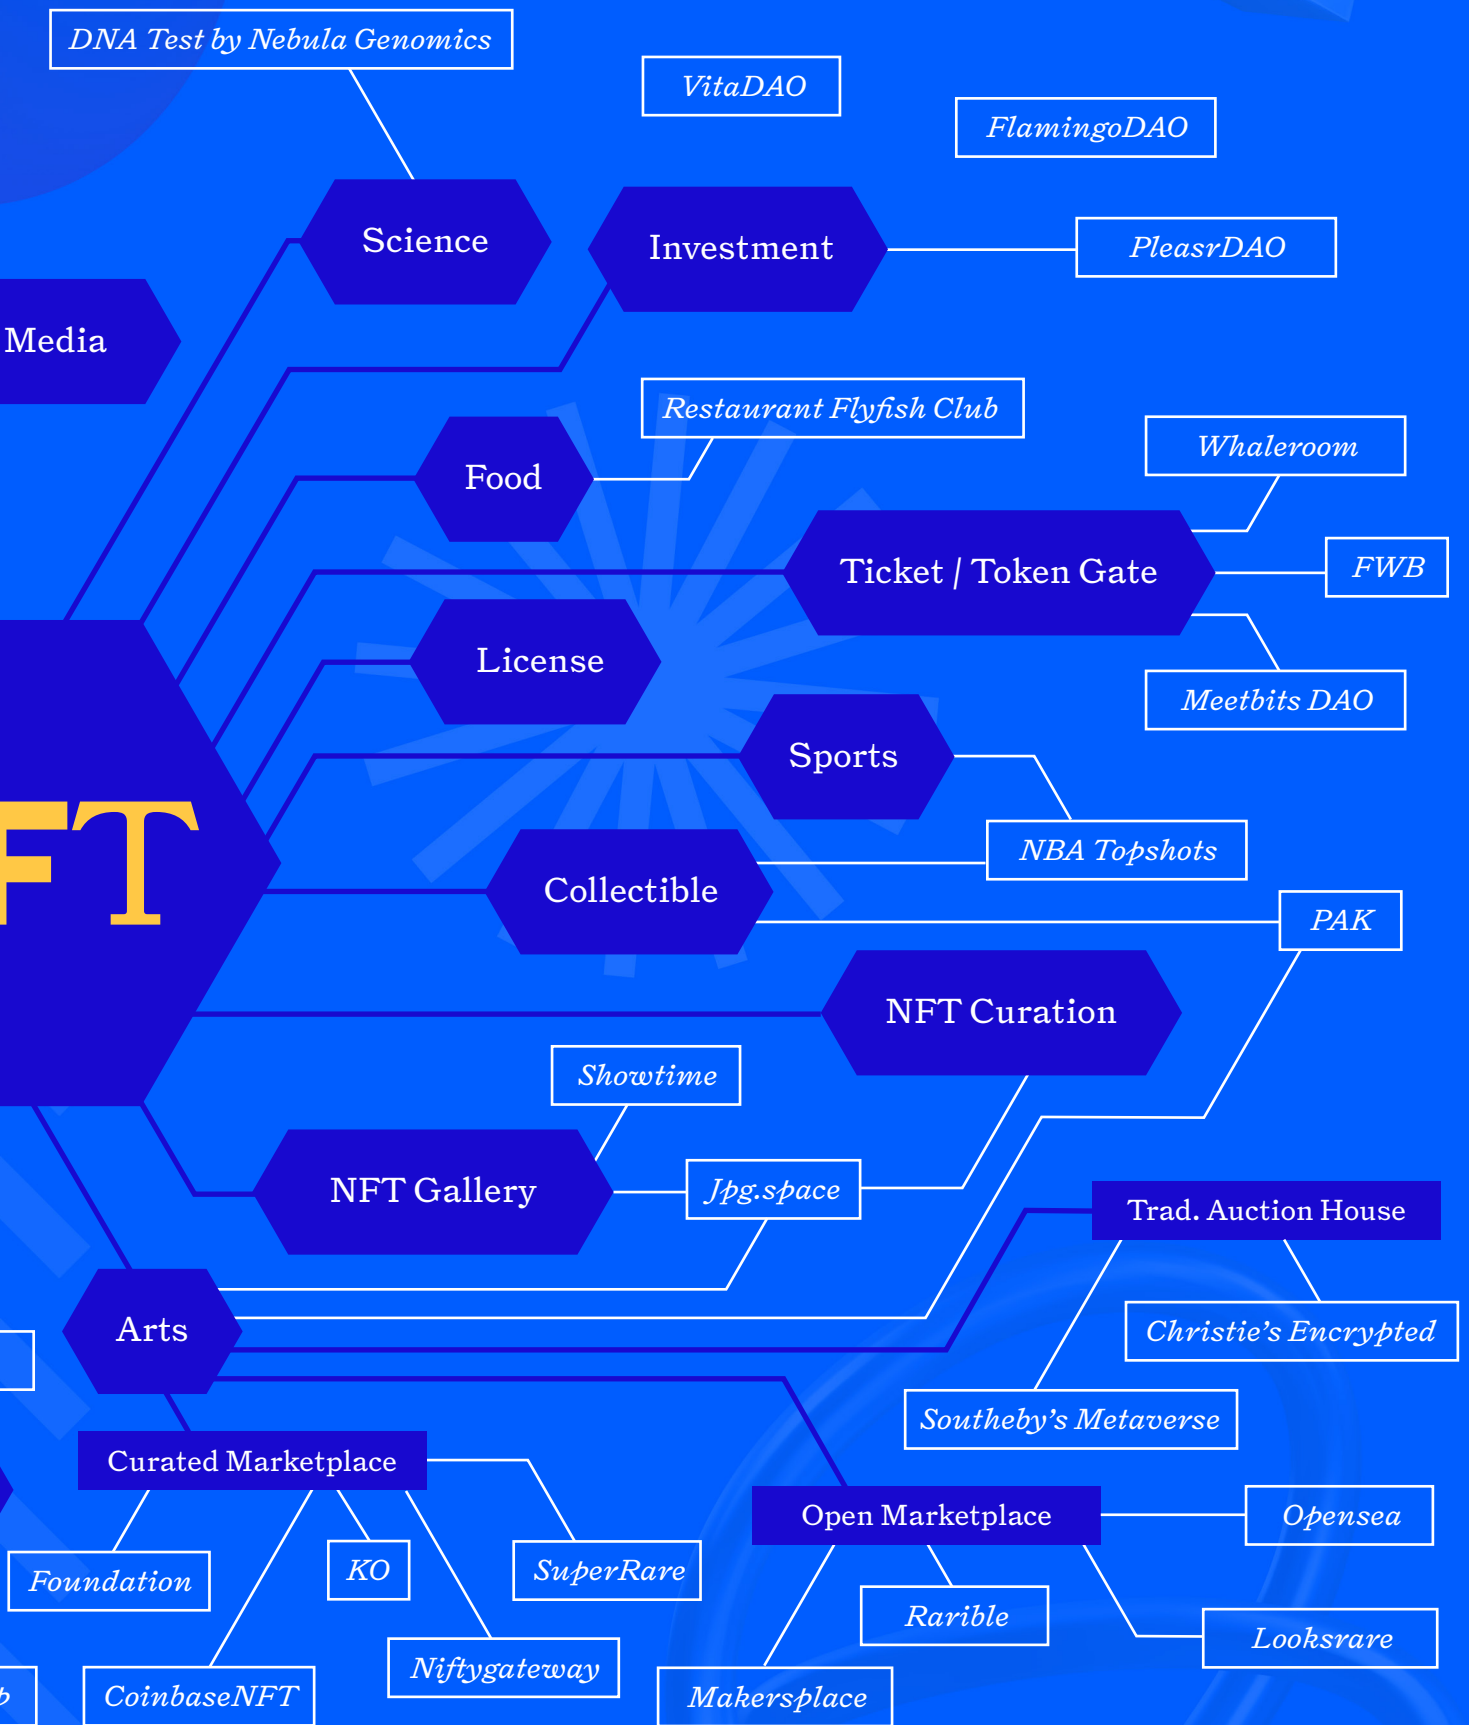 DNA Test by Nebula Genomics
VitaDAO
FlamingoDAO
Science
Investment
PleasrDAO
Media
Restaurant Flyfish Club
Food
Whaleroom
Ticket / Token Gate
FWB
License
Meetbits DAO
Sports
FT
NBA Topshots
Collectible
PAK
NFT Curation
Showtime
NFT Gallery
Jpg.space
Trad. Auction House
Arts
Christie's Encrypted
Southeby's Metaverse
Curated Marketplace
Open Marketplace
Opensea
Foundation
KO
SuperRare
Rarible
Looksrare
Niftygateway
p
CoinbaseNFT
Makersplace